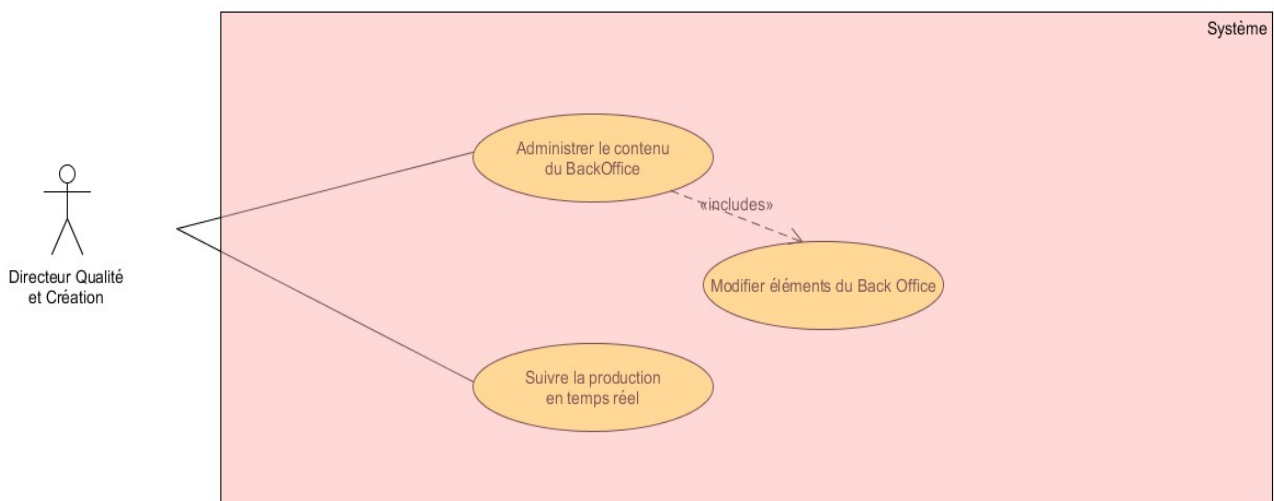 Système
Administrer le contenu
du BackOffice
«includes»
Directeur Qualité
et Création
Modifier éléments du Back Office
Suivre la production
en temps réel